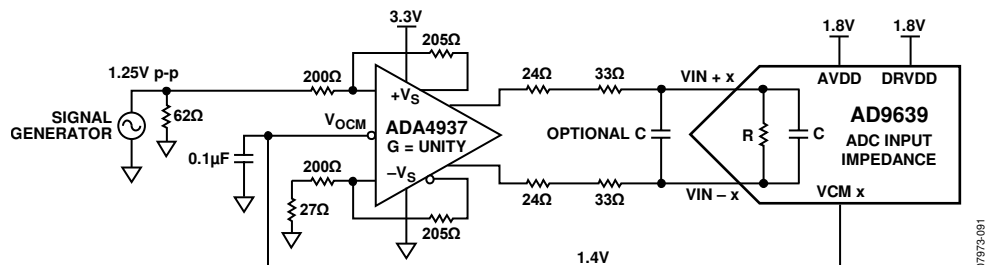 3.3V
205Ω
1.8V
1.8V
1.25V p-p
200Ω
+VS
24Ω
33Ω
VIN + x
AVDD
DRVDD
SIGNAL
GENERATOR
62Ω
VOCM
ADA4937
G = UNITY
OPTIONAL C
R
C
AD9639
ADC INPUT
IMPEDANCE
0.1µF
200Ω
–VS
VCM x
27Ω
205Ω
24Ω
33Ω
VIN – x
1.4V
07973-091